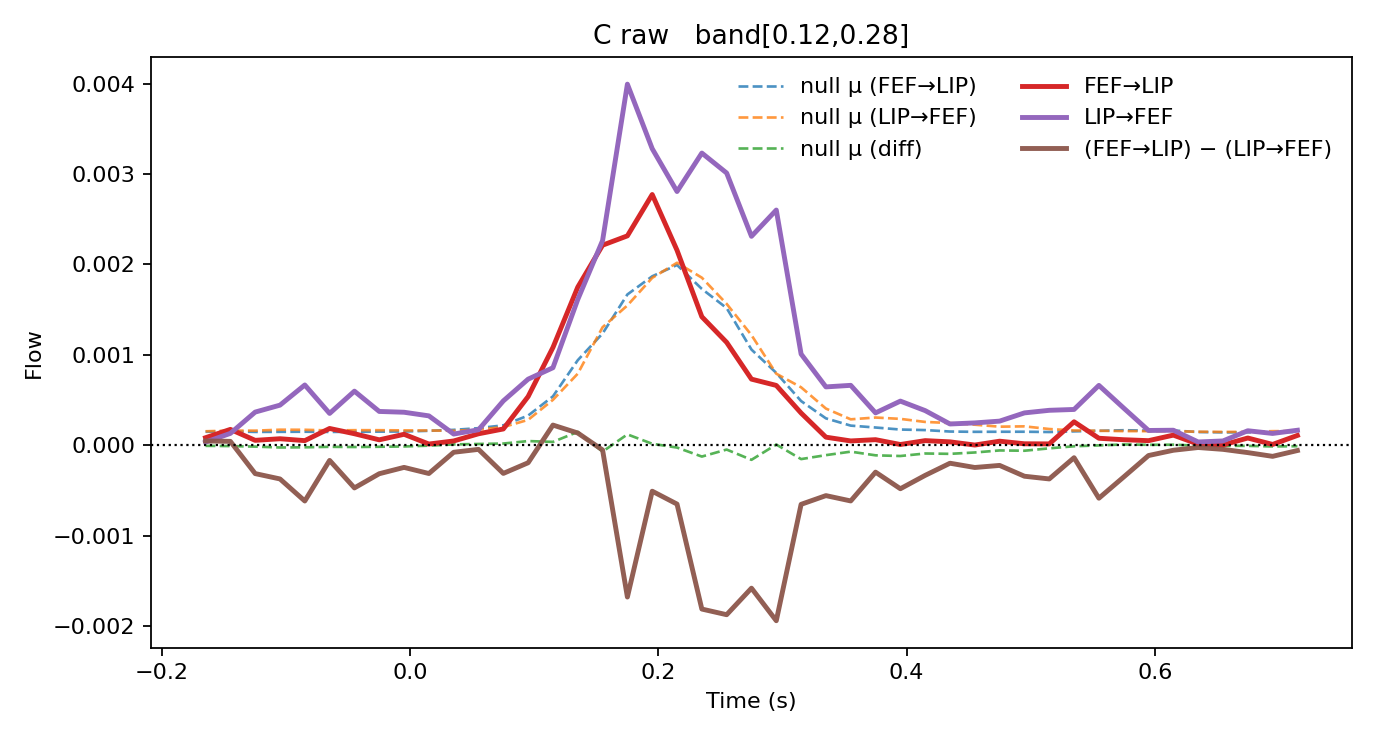 C raw   band[0.12,0.28]
null μ (FEF→LIP)
null μ (LIP→FEF)
null μ (diff)
FEF→LIP
LIP→FEF
(FEF→LIP) − (LIP→FEF)
0.004
0.003
0.002
0.001
0.000
−0.001
−0.002
Flow
−0.2
0.0
0.2
0.4
0.6
Time (s)